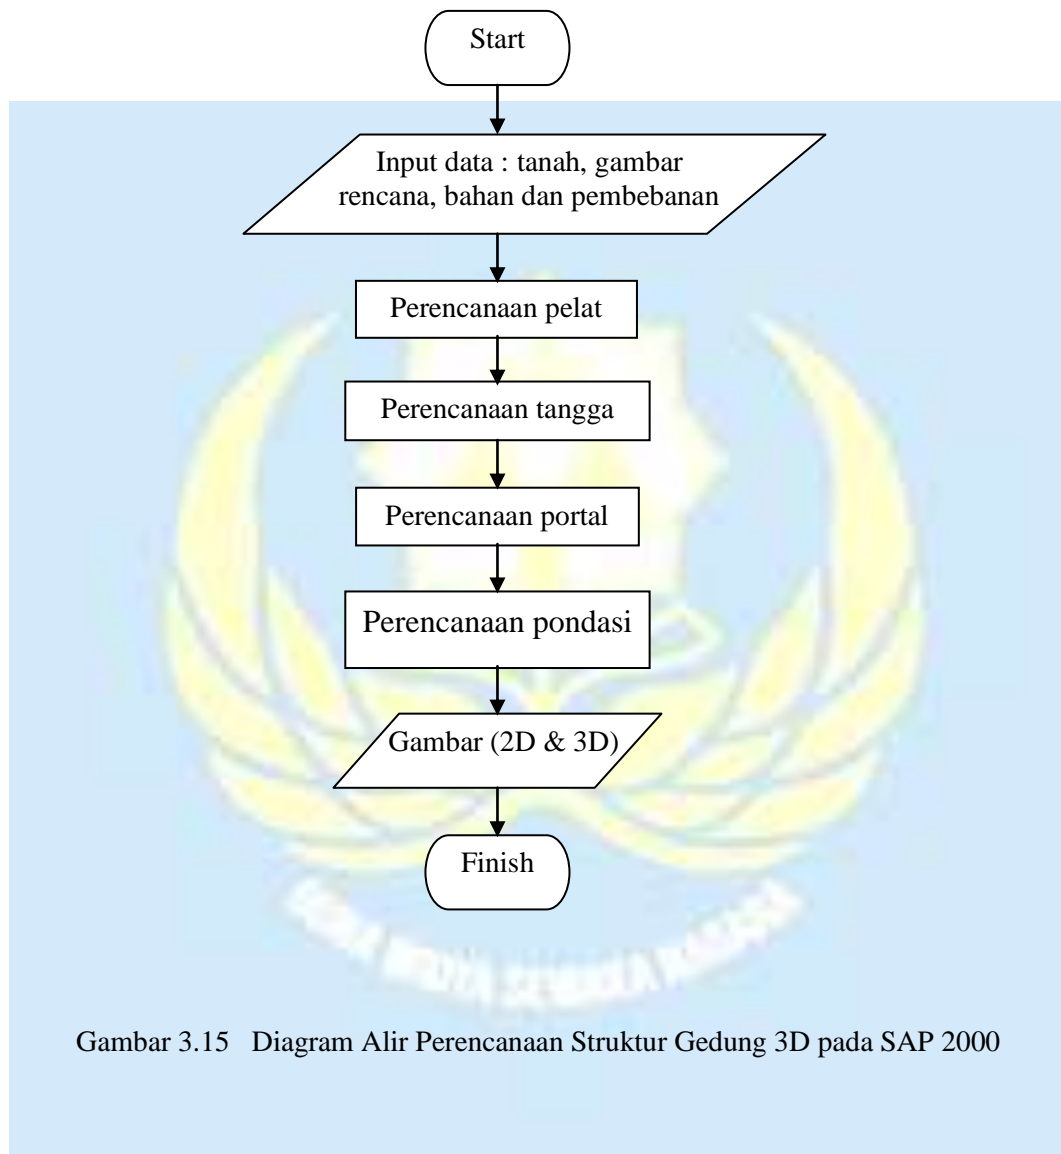 Start
Input data : tanah, gambar
rencana, bahan dan pembebanan
Perencanaan pelat
Perencanaan tangga
Perencanaan portal
Perencanaan pondasi
Gambar (2D & 3D)
Finish
Gambar 3.15 Diagram Alir Perencanaan Struktur Gedung 3D pada SAP 2000